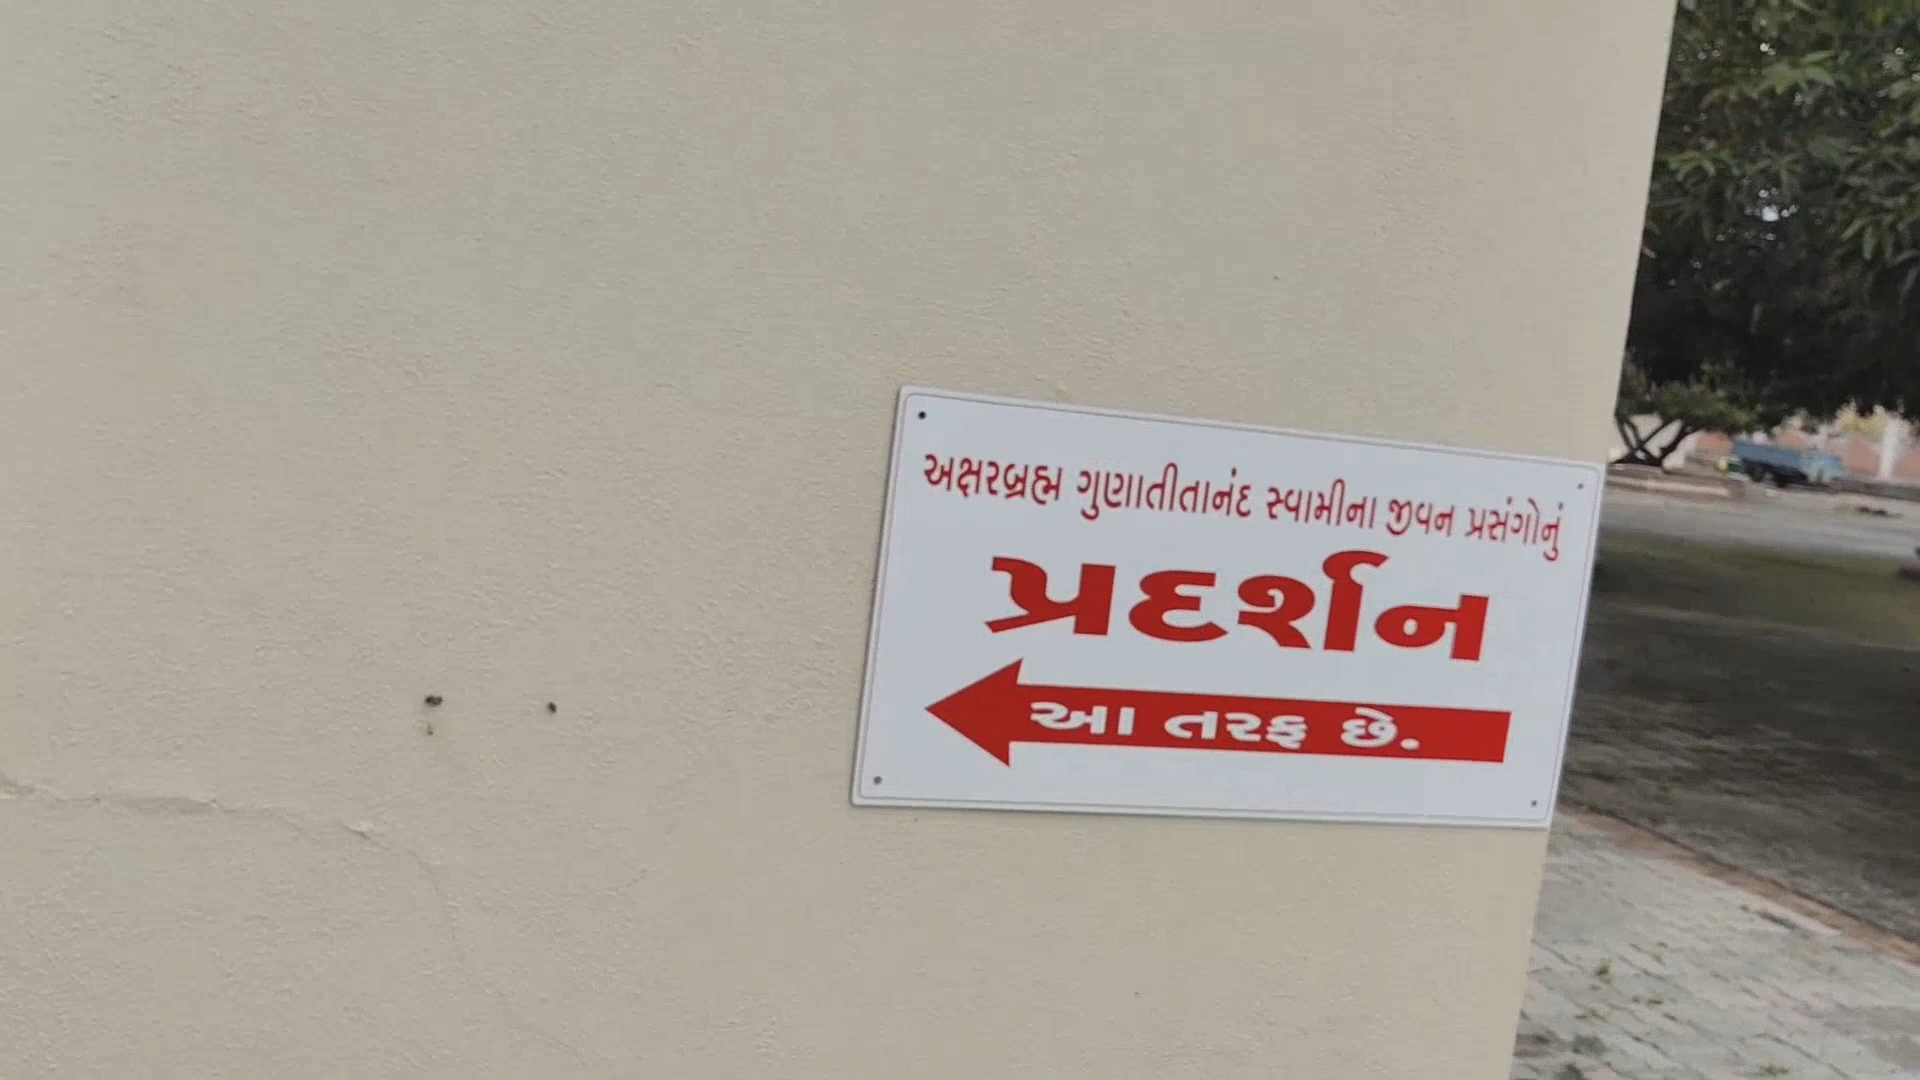 અક્ષરબ્રહ્મ ગુણાતીતાનંદ સ્વામીના જીવન પ્રસંગોનું
પ્રદર્શન
આ તરફ છે.